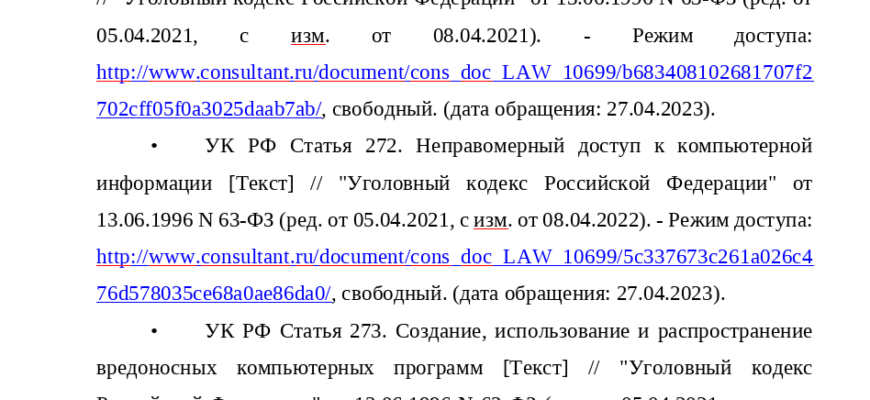 // "Уголовный кодекс Российской Федерации" от 13.06.1996 N 63-ФЗ (ред. от
05.04.2021, с изм. от 08.04.2021). - Режим доступа:
http://www.consultant.ru/document/cons_doc_LAW_10699/b683408102681707f2
702cff05f0a3025daab7ab/, свободный. (дата обращения: 27.04.2023).
• УК РФ Статья 272. Неправомерный доступ к компьютерной
информации [Текст] // "Уголовный кодекс Российской Федерации" от
13.06.1996 N 63-ФЗ (ред. от 05.04.2021, с изм. от 08.04.2022). - Режим доступа:
http://www.consultant.ru/document/cons_doc_LAW_10699/5c337673c261a026c4
76d578035ce68a0ae86da0/, свободный. (дата обращения: 27.04.2023).
• УК РФ Статья 273. Создание, использование и распространение
вредоносных компьютерных программ [Текст] // "Уголовный кодекс